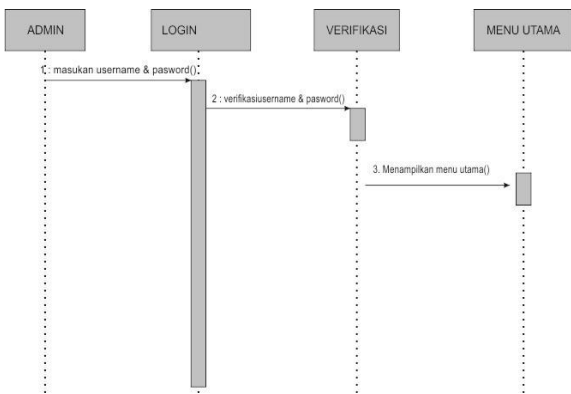 ADMIN
LOGIN
VERIFIKASI
MENU UTAMA
1 : masukan username & pasword()
2 : verifikasiusername & pasword()
3. Menampilkan menu utama()